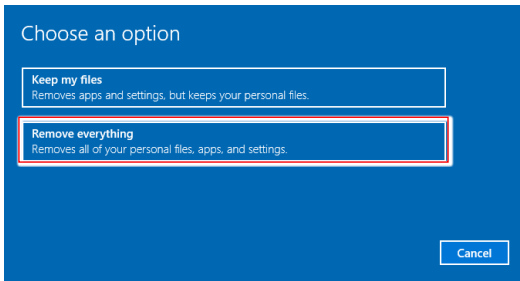 Choose an option
Keep my files
Removes apps and settings, but keeps your personal files.
Remove everything
Removes all of your personal files, apps, and settings.
Cancel